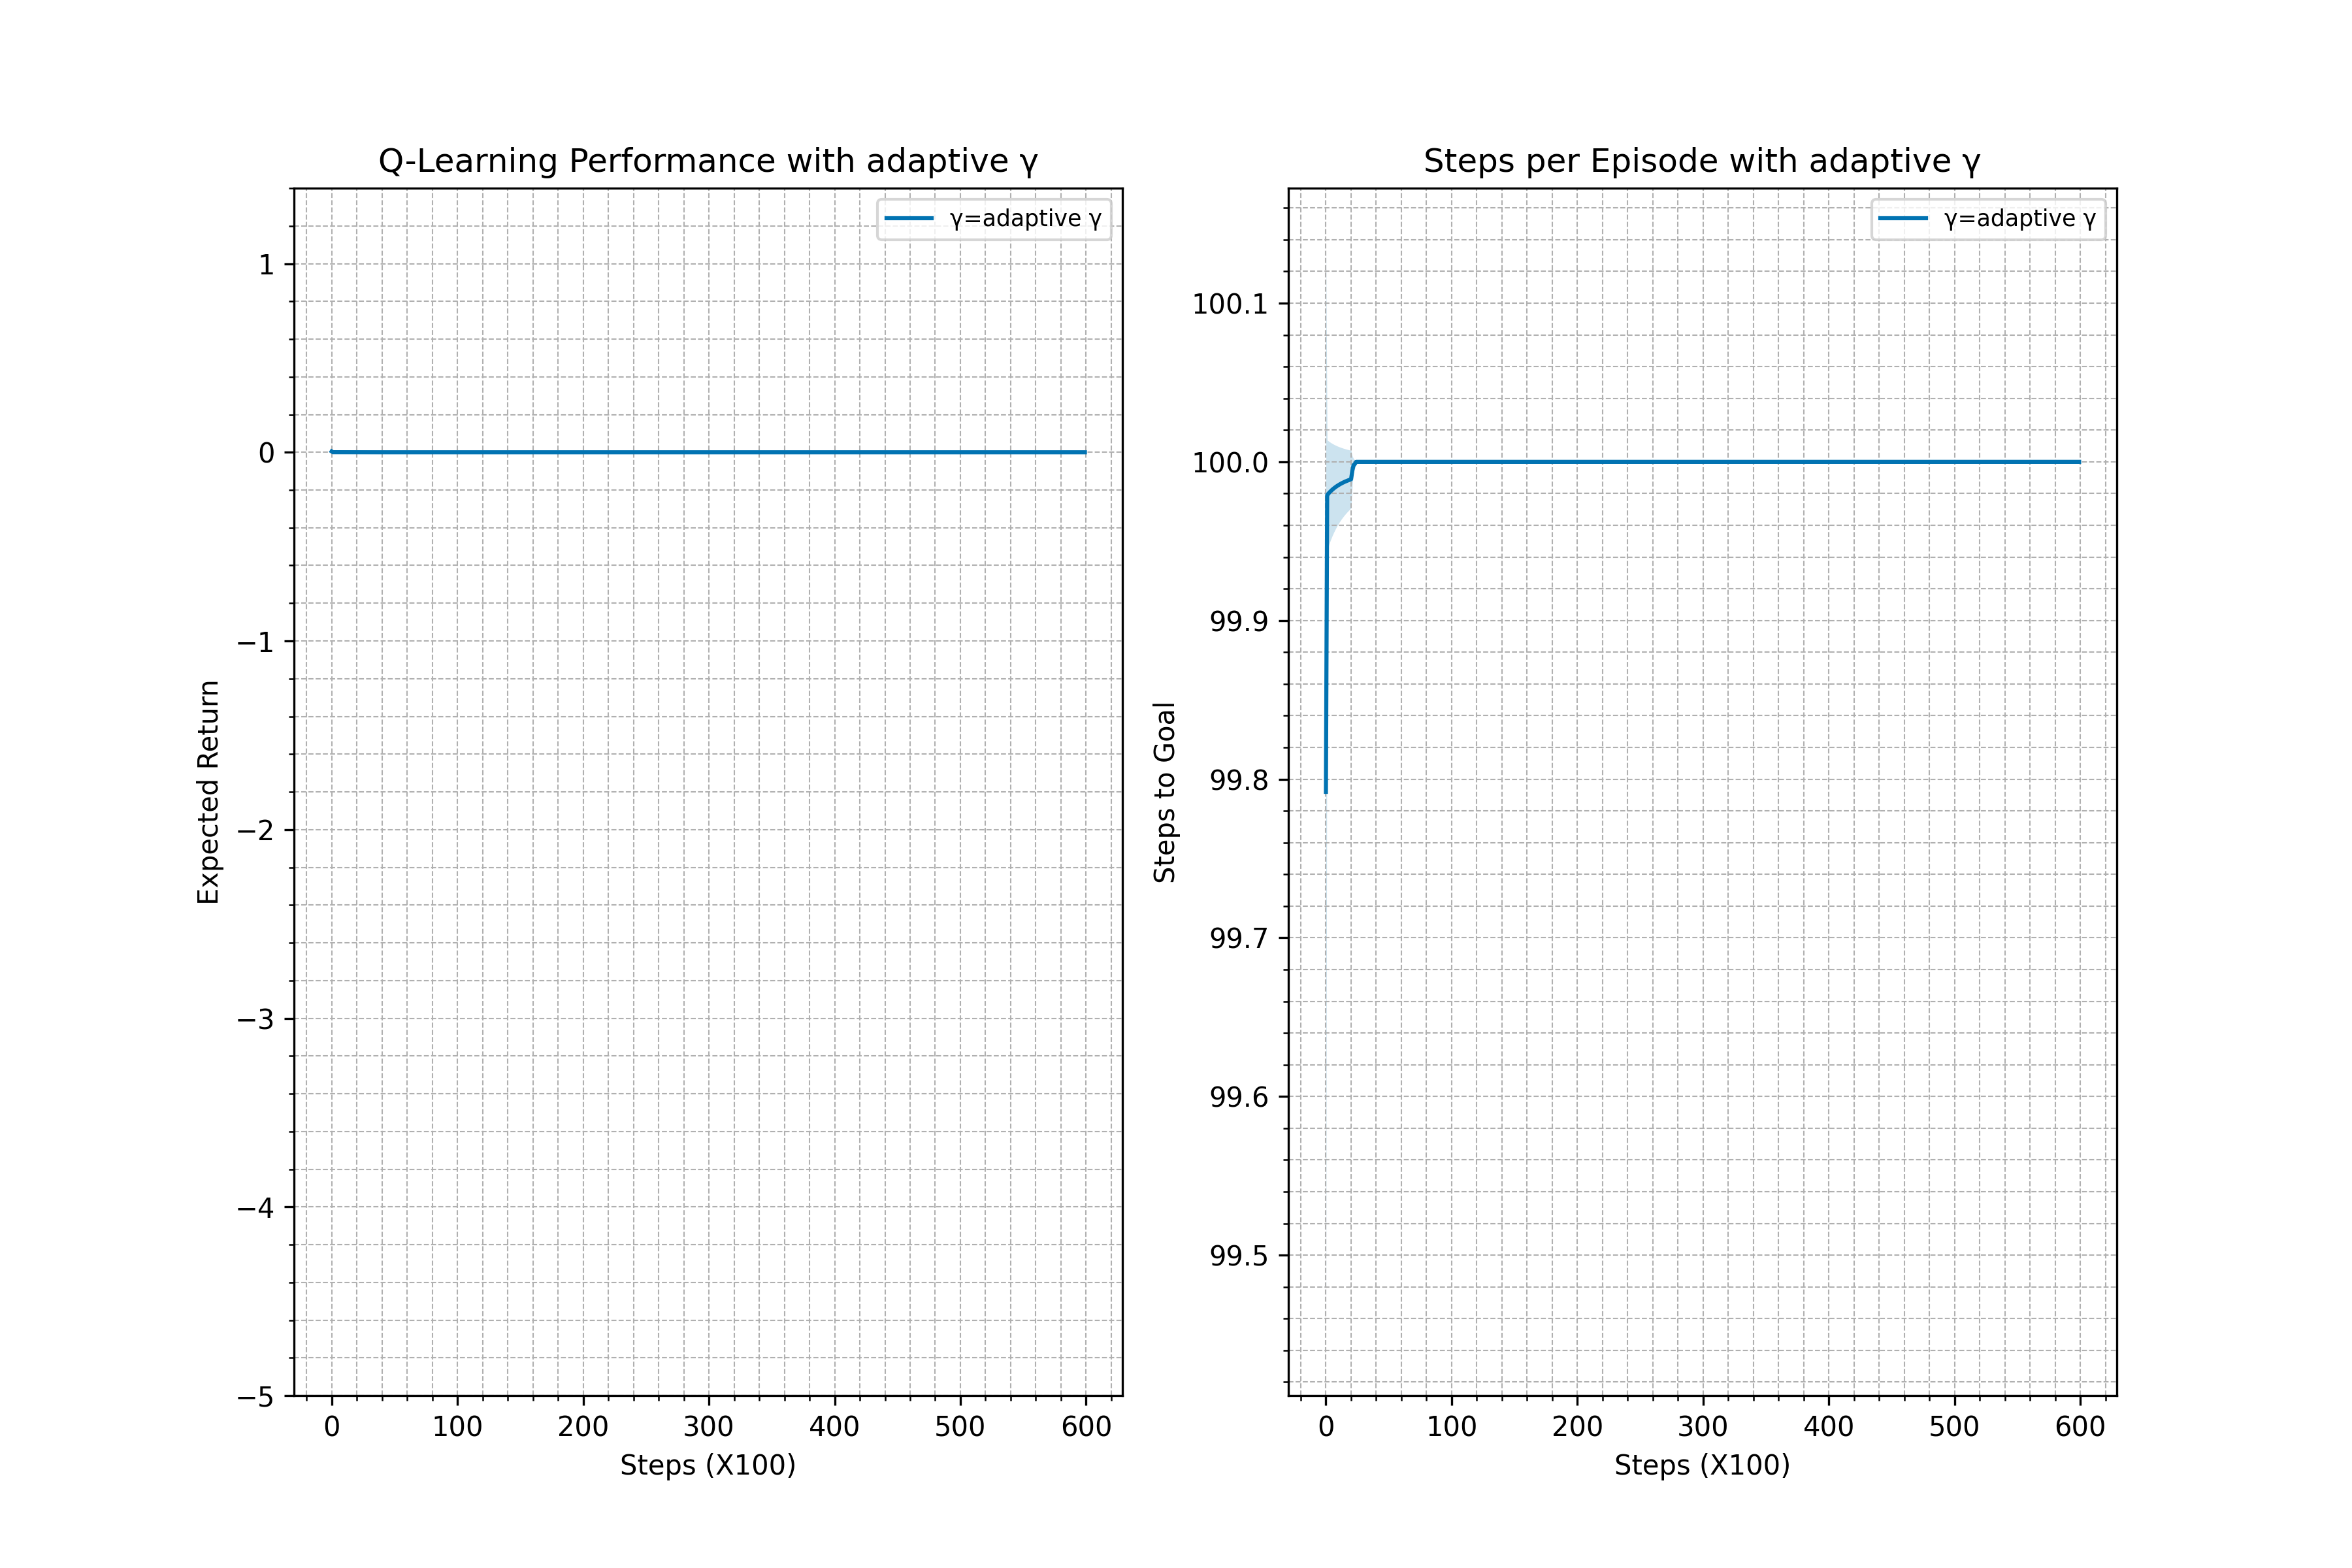 Q-Learning Performance with adaptive γ
γ=adaptive γ
1
0
−1
−2
−3
−4
−5
Expected Return
0 100 200 300 400 500 600
Steps (X100)
Steps per Episode with adaptive γ
γ=adaptive γ
100.1
100.0
99.9
99.8
99.7
99.6
99.5
Steps to Goal
0 100 200 300 400 500 600
Steps (X100)